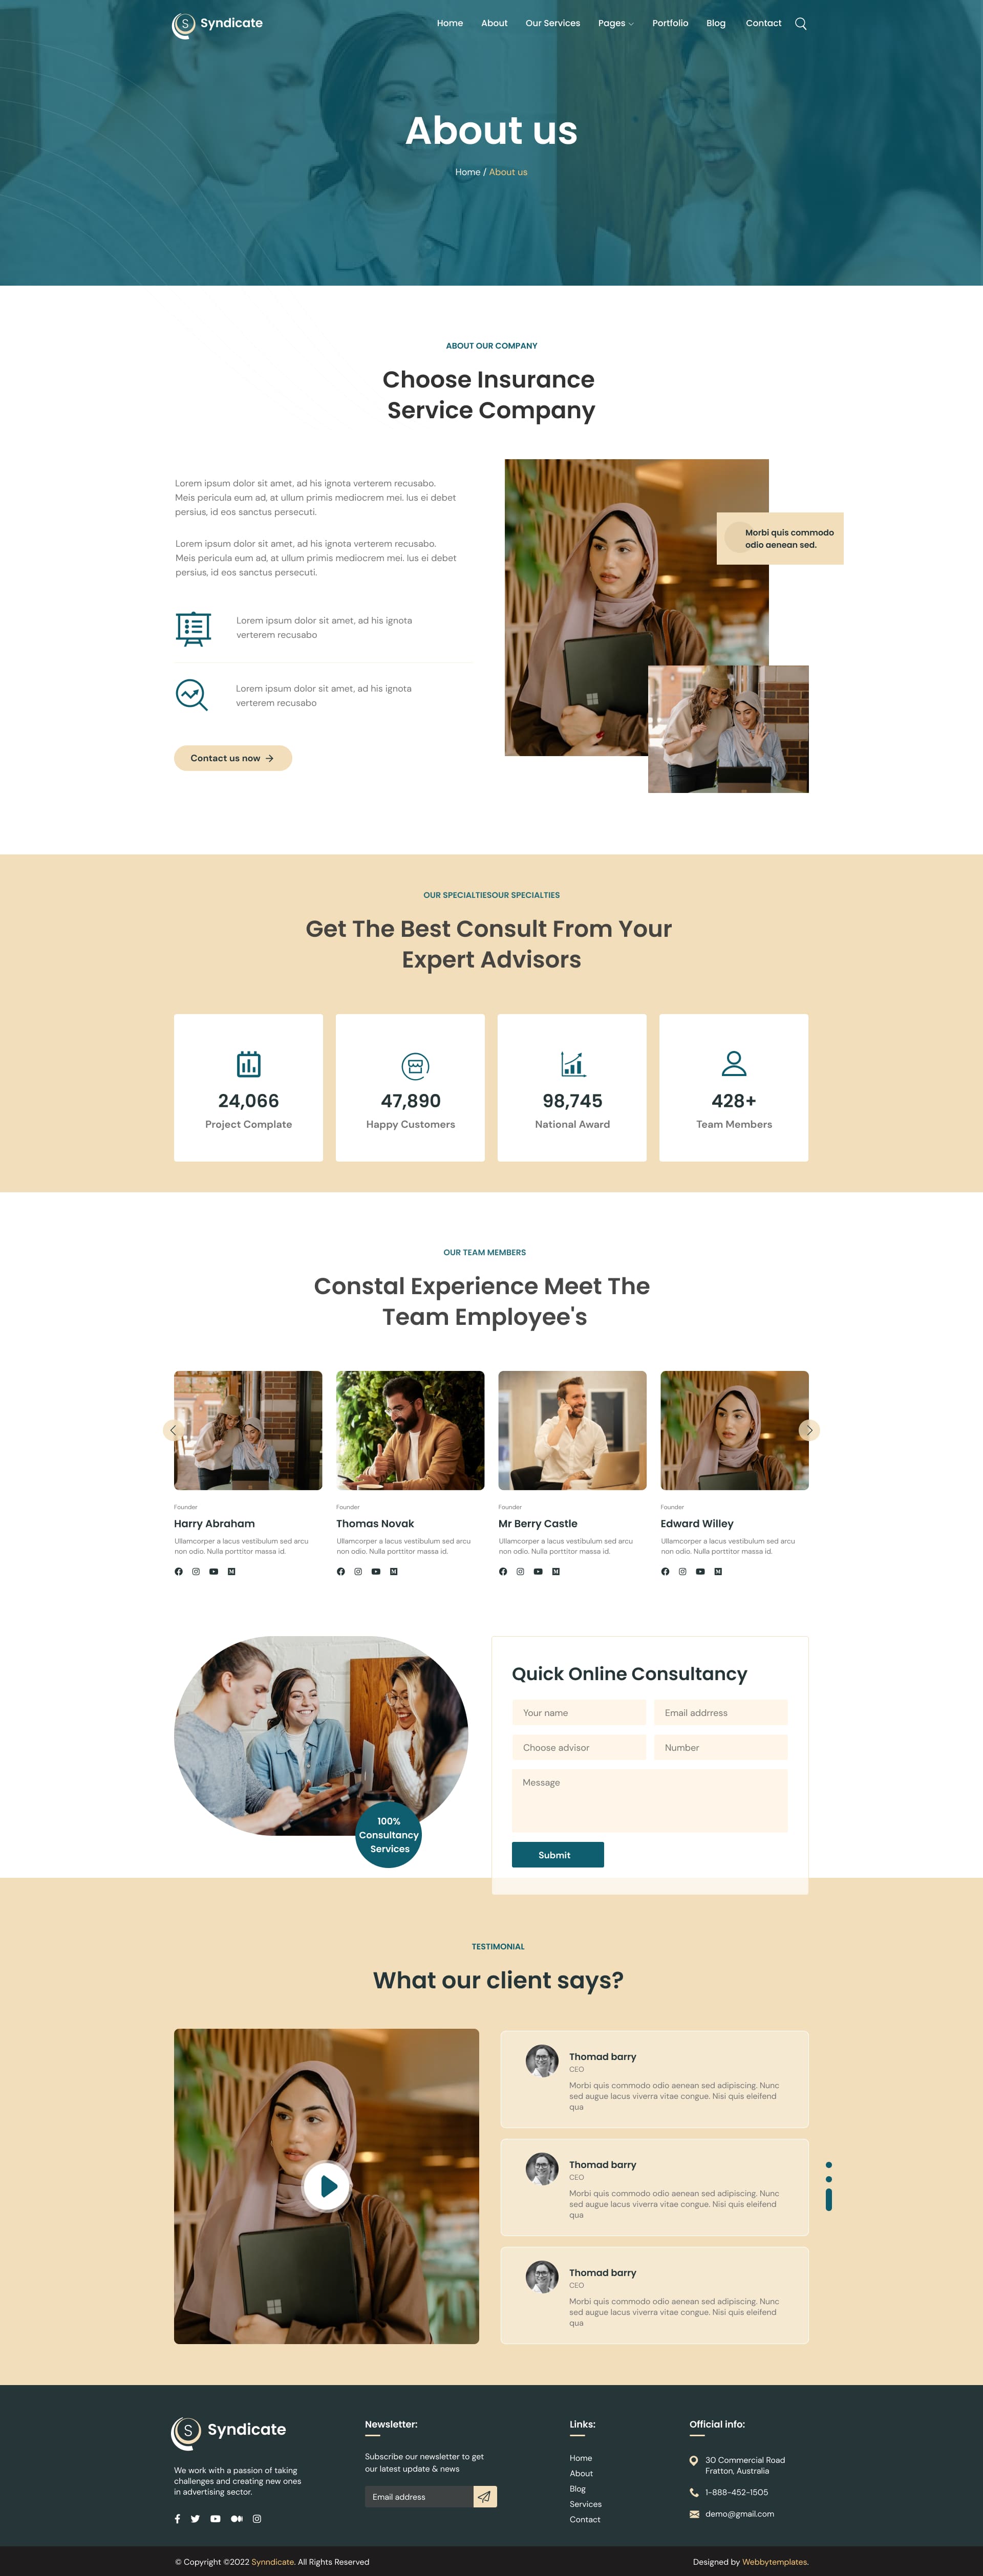 S Syndicate
Home About Our Services Pages Portfolio Blog Contact
About us
Home / About us
ABOUT OUR COMPANY
Choose Insurance
Service Company
Lorem ipsum dolor sit amet, ad his ignota verterem recusabo.
Meis pericula eum ad, at ullum primis mediocrem mei. Ius ei debet
persius, id eos sanctus persecuti.
Lorem ipsum dolor sit amet, ad his ignota verterem recusabo.
Meis pericula eum ad, at ullum primis mediocrem mei. Ius ei debet
persius, id eos sanctus persecuti.
Lorem ipsum dolor sit amet, ad his ignota
verterem recusabo
Lorem ipsum dolor sit amet, ad his ignota
verterem recusabo
Contact us now
Morbi quis commodo
odio aenean sed.
OUR SPECIALTIESOUR SPECIALTIES
Get The Best Consult From Your
Expert Advisors
24,066
Project Complate
47,890
Happy Customers
98,745
National Award
428+
Team Members
OUR TEAM MEMBERS
Constal Experience Meet The
Team Employee's
Founder
Harry Abraham
Ullamcorper a lacus vestibulum sed arcu
non odio. Nulla porttitor massa id.
Founder
Thomas Novak
Ullamcorper a lacus vestibulum sed arcu
non odio. Nulla porttitor massa id.
Founder
Mr Berry Castle
Ullamcorper a lacus vestibulum sed arcu
non odio. Nulla porttitor massa id.
Founder
Edward Willey
Ullamcorper a lacus vestibulum sed arcu
non odio. Nulla porttitor massa id.
100%
Consultancy
Services
Quick Online Consultancy
Your name
Email addrress
Choose advisor
Number
Message
Submit
TESTIMONIAL
What our client says?
Thomad barry
CEO
Morbi quis commodo odio aenean sed adipiscing. Nunc
sed augue lacus viverra vitae congue. Nisi quis eleifend
qua
Thomad barry
CEO
Morbi quis commodo odio aenean sed adipiscing. Nunc
sed augue lacus viverra vitae congue. Nisi quis eleifend
qua
Thomad barry
CEO
Morbi quis commodo odio aenean sed adipiscing. Nunc
sed augue lacus viverra vitae congue. Nisi quis eleifend
qua
S Syndicate
We work with a passion of taking
challenges and creating new ones
in advertising sector.
Newsletter:
Subscribe our newsletter to get
our latest update & news
Email address
Links:
Home
About
Blog
Services
Contact
Official info:
30 Commercial Road
Fratton, Australia
1-888-452-1505
demo@gmail.com
© Copyright ©2022 Synndicate. All Rights Reserved
Designed by Webbytemplates.